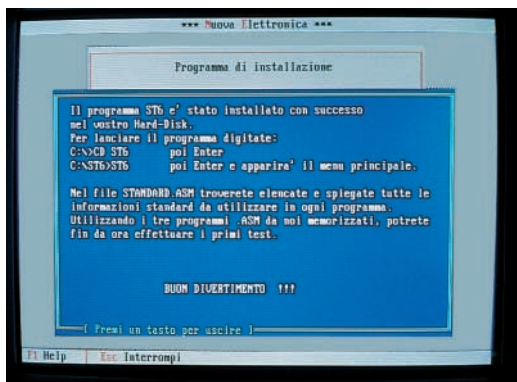 *** Nuova Elettronica ***
Programma di installazione
Il programma ST6 e' stato installato con successo
nel vostro Hard-Disk.
Per lanciare il programma digitate:
C:\>CD ST6 poi Enter
C:\ST6>ST6 poi Enter e apparira' il menu principale.
Nel file STANDARD.ASM troverete elencate e spiegate tutte le
informazioni standard da utilizzare in ogni programma.
Utilizzando i tre programmi .ASM da noi memorizzati, potrete
fin da ora effettuare i primi test.
BUON DIVERTIMENTO !!!
[ Premi un tasto per uscire ]
F1 Help | Esc Interrompi